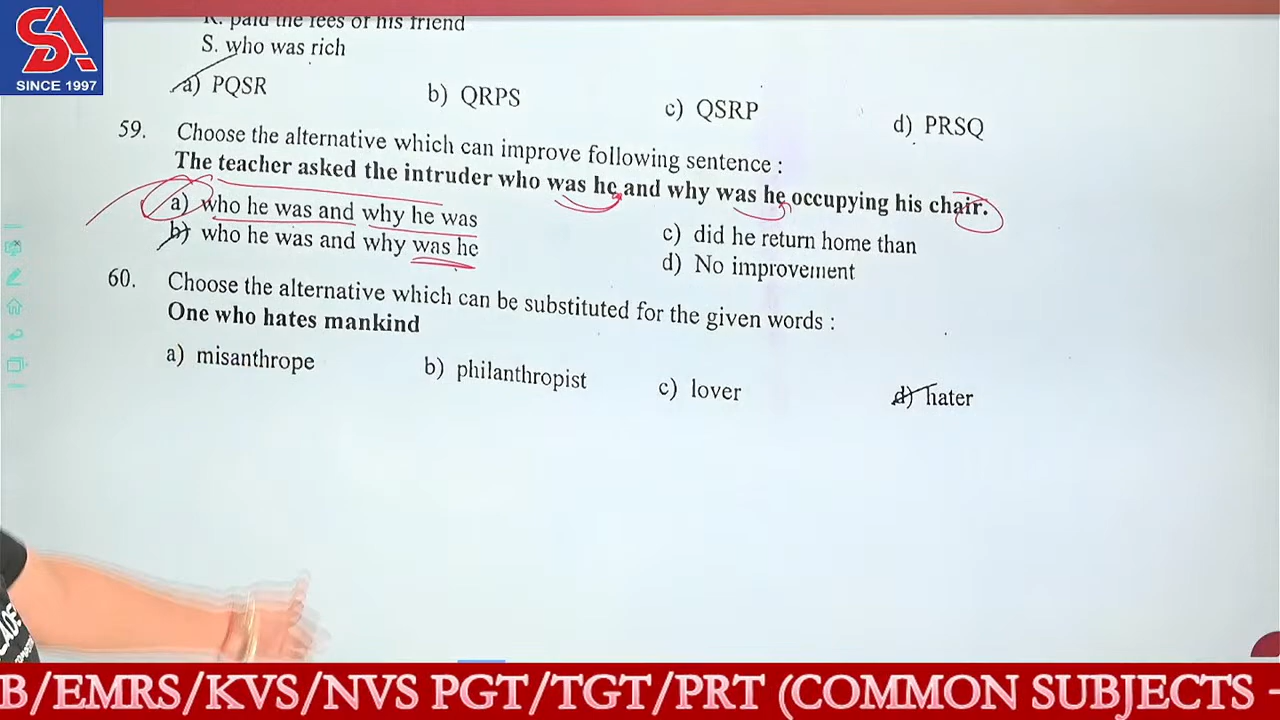 SA
SINCE 1997
R. paid the fees of his friend
S. who was rich
a) PQSR b) QRPS c) QSRP d) PRSQ
59. Choose the alternative which can improve following sentence :
The teacher asked the intruder who was he and why was he occupying his chair.
a) who he was and why he was c) did he return home than
b) who he was and why was he d) No improvement
60. Choose the alternative which can be substituted for the given words :
One who hates mankind
a) misanthrope b) philanthropist c) lover d) hater
B/EMRS/KVS/NVS PGT/TGT/PRT (COMMON SUBJECTS -